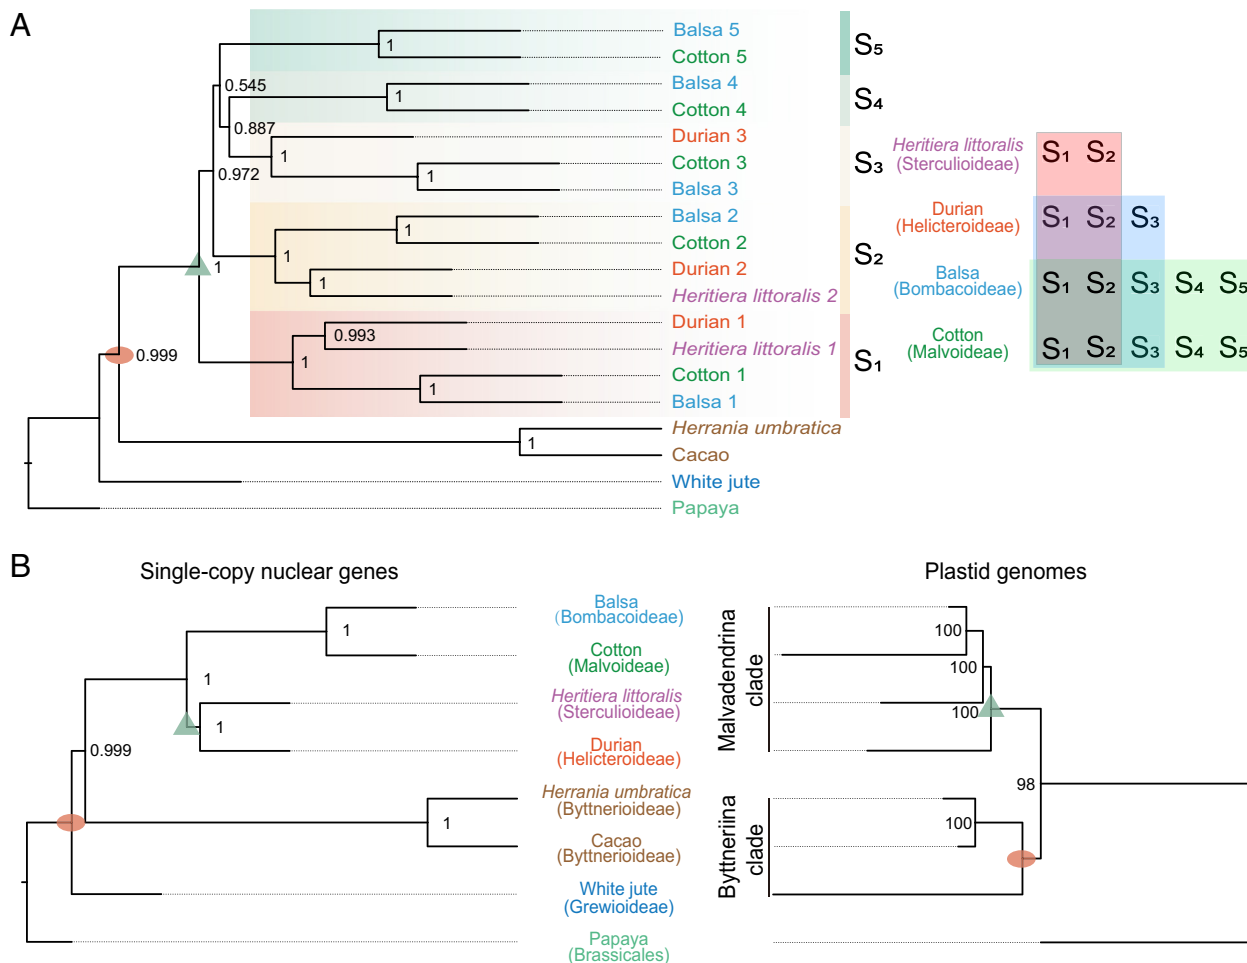 A
Balsa 5
Cotton 5
Balsa 4
Cotton 4
Durian 3
Cotton 3
Balsa 3
Balsa 2
Cotton 2
Durian 2
Heritiera littoralis 2
Durian 1
Heritiera littoralis 1
Cotton 1
Balsa 1
Herrania umbratica
Cacao
White jute
Papaya
1
0.545
1
0.887
1
1
0.972
1
1
1
1
0.993
1
1
0.999
1
S₅
S₄
S₃
S₂
S₁
Heritiera littoralis
(Sterculioideae)
S₁ S₂
Durian
(Helicteroideae)
S₁ S₂ S₃
Balsa
(Bombacoideae)
S₁ S₂ S₃ S₄ S₅
Cotton
(Malvoideae)
S₁ S₂ S₃ S₄ S₅
B
Single-copy nuclear genes
1
1
1
0.999
1
Balsa
(Bombacoideae)
Cotton
(Malvoideae)
Heritiera littoralis
(Sterculioideae)
Durian
(Helicteroideae)
Herrania umbratica
(Byttnerioideae)
Cacao
(Byttnerioideae)
White jute
(Grewioideae)
Papaya
(Brassicales)
Plastid genomes
Malvadendrina
clade
Byttneriina
clade
100
100
100
98
100